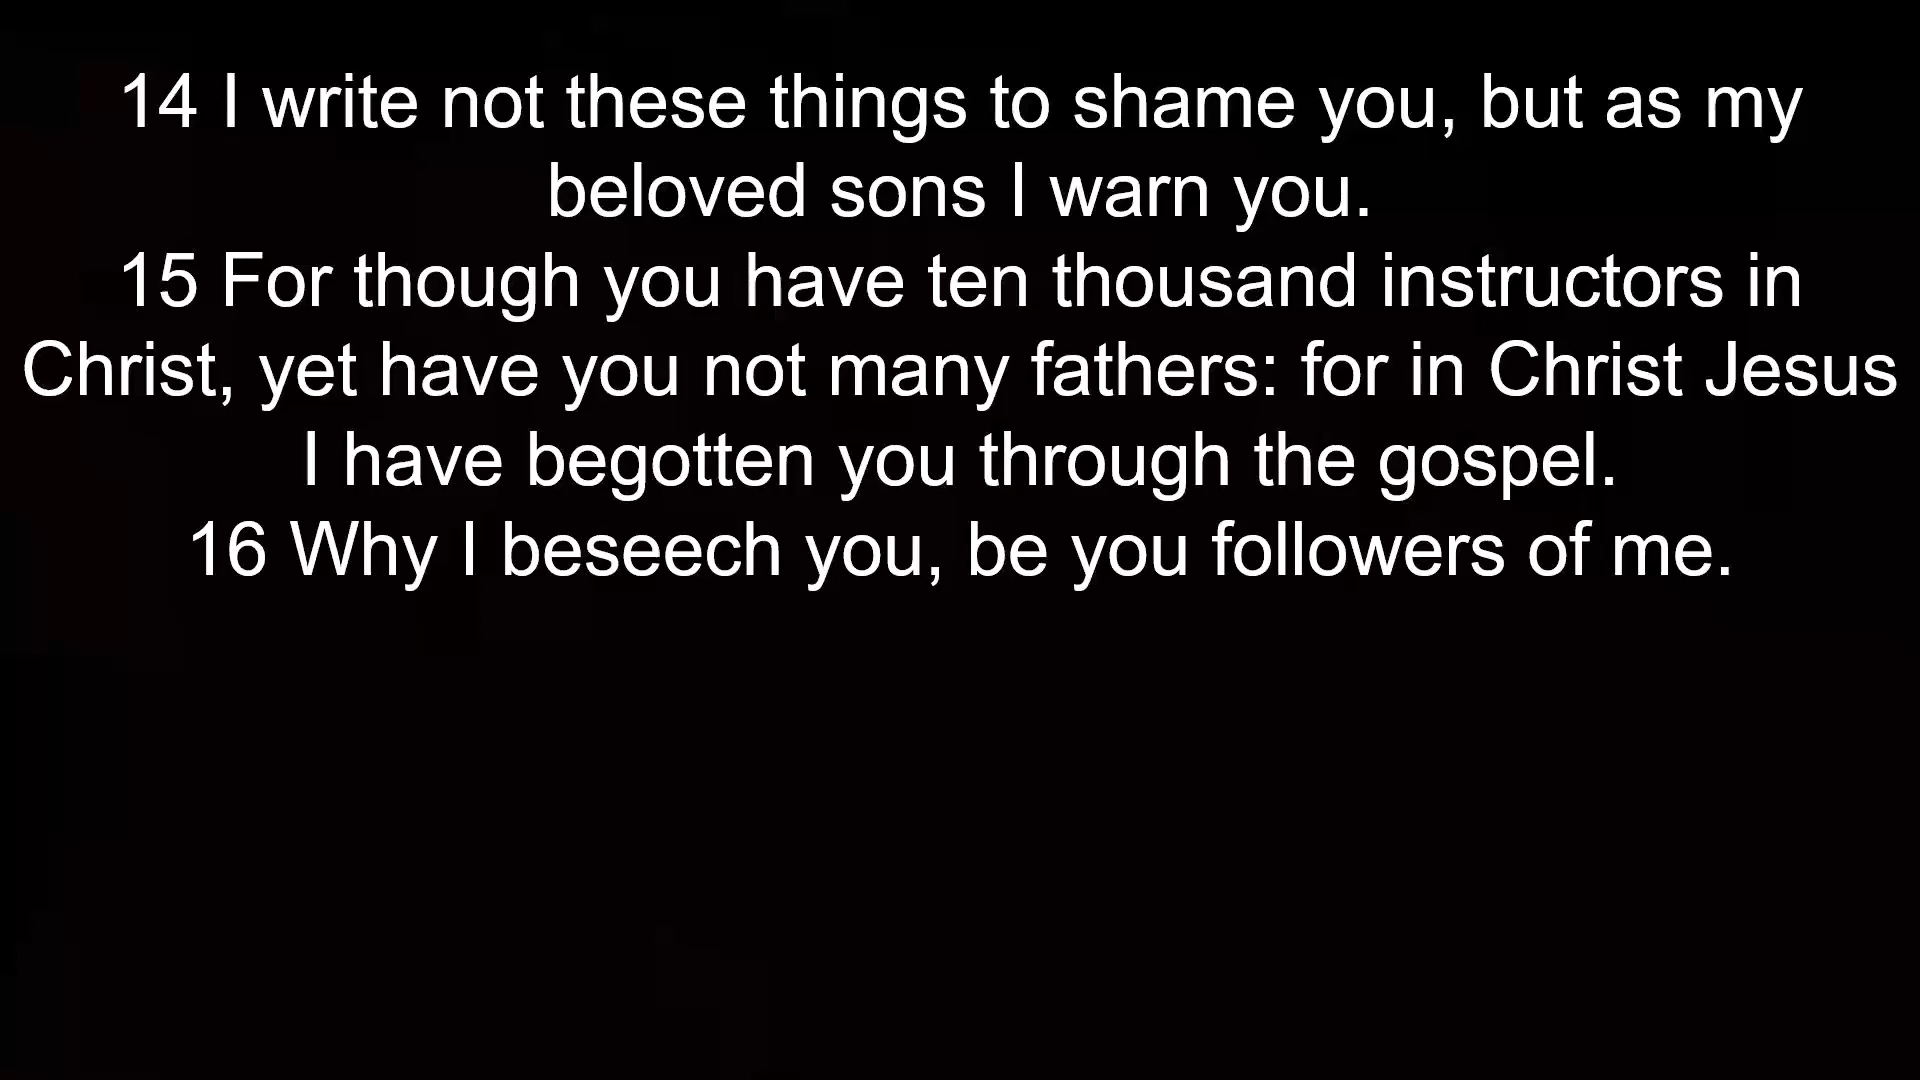 14 I write not these things to shame you, but as my
beloved sons I warn you.
15 For though you have ten thousand instructors in
Christ, yet have you not many fathers: for in Christ Jesus
I have begotten you through the gospel.
16 Why I beseech you, be you followers of me.